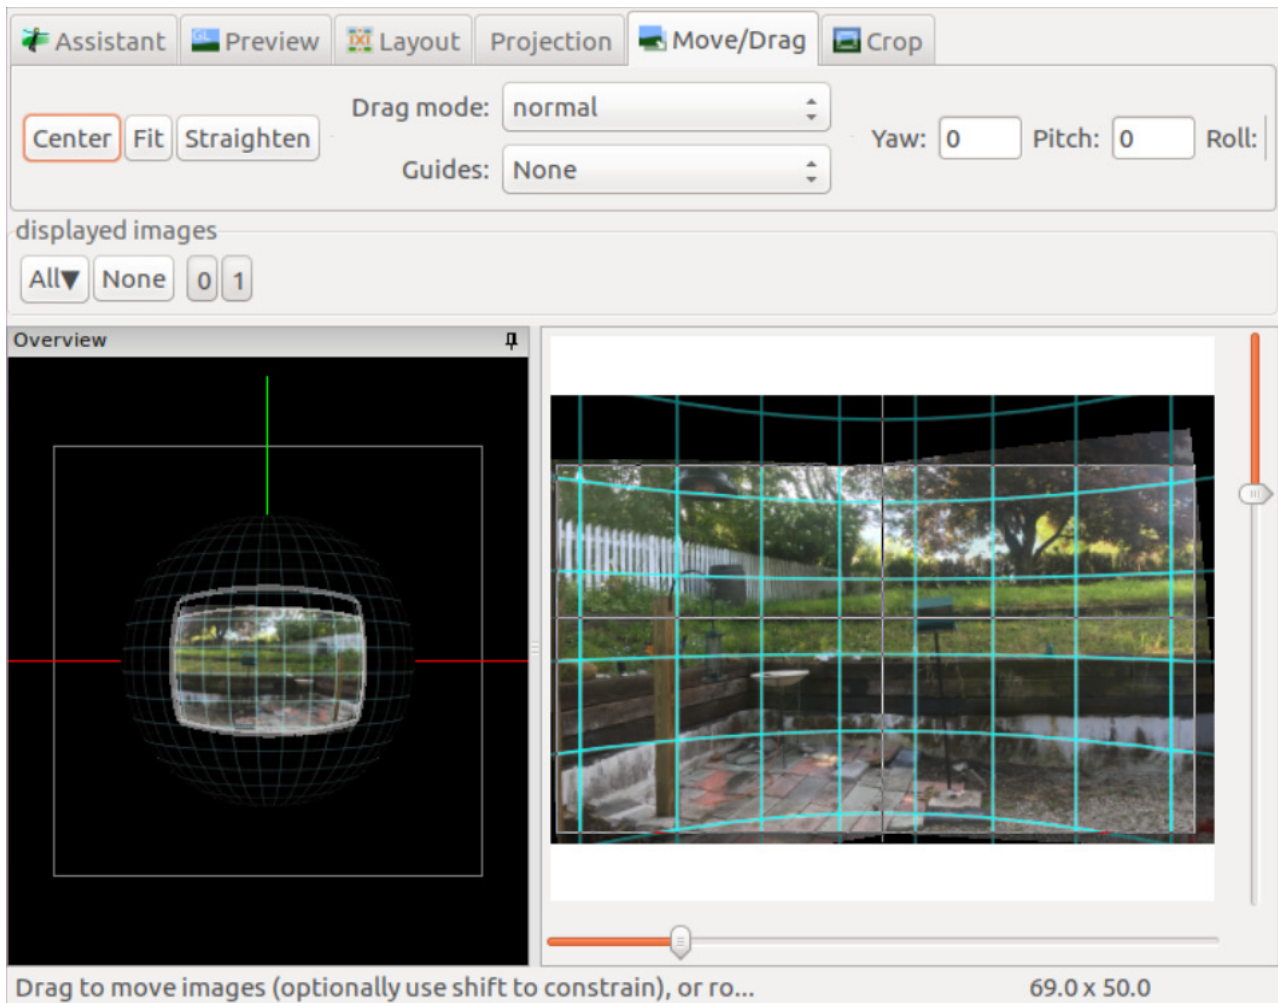 Assistant Preview Layout Projection Move/Drag Crop
Center Fit Straighten Drag mode: normal Yaw: 0 Pitch: 0 Roll:
Guides: None
displayed images
All▼ None 0 1
Overview
Drag to move images (optionally use shift to constrain), or ro... 69.0 x 50.0